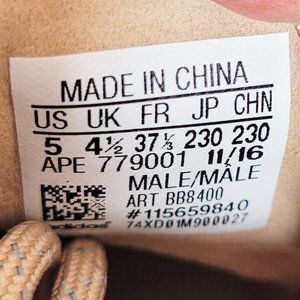 MADE IN CHINA
US UK FR JP CHN
5 4½ 37⅓ 230 230
APE 779001 11/16
MALE/MÂLE
ART BB8400
#115659840
adidas 74XD01M900027